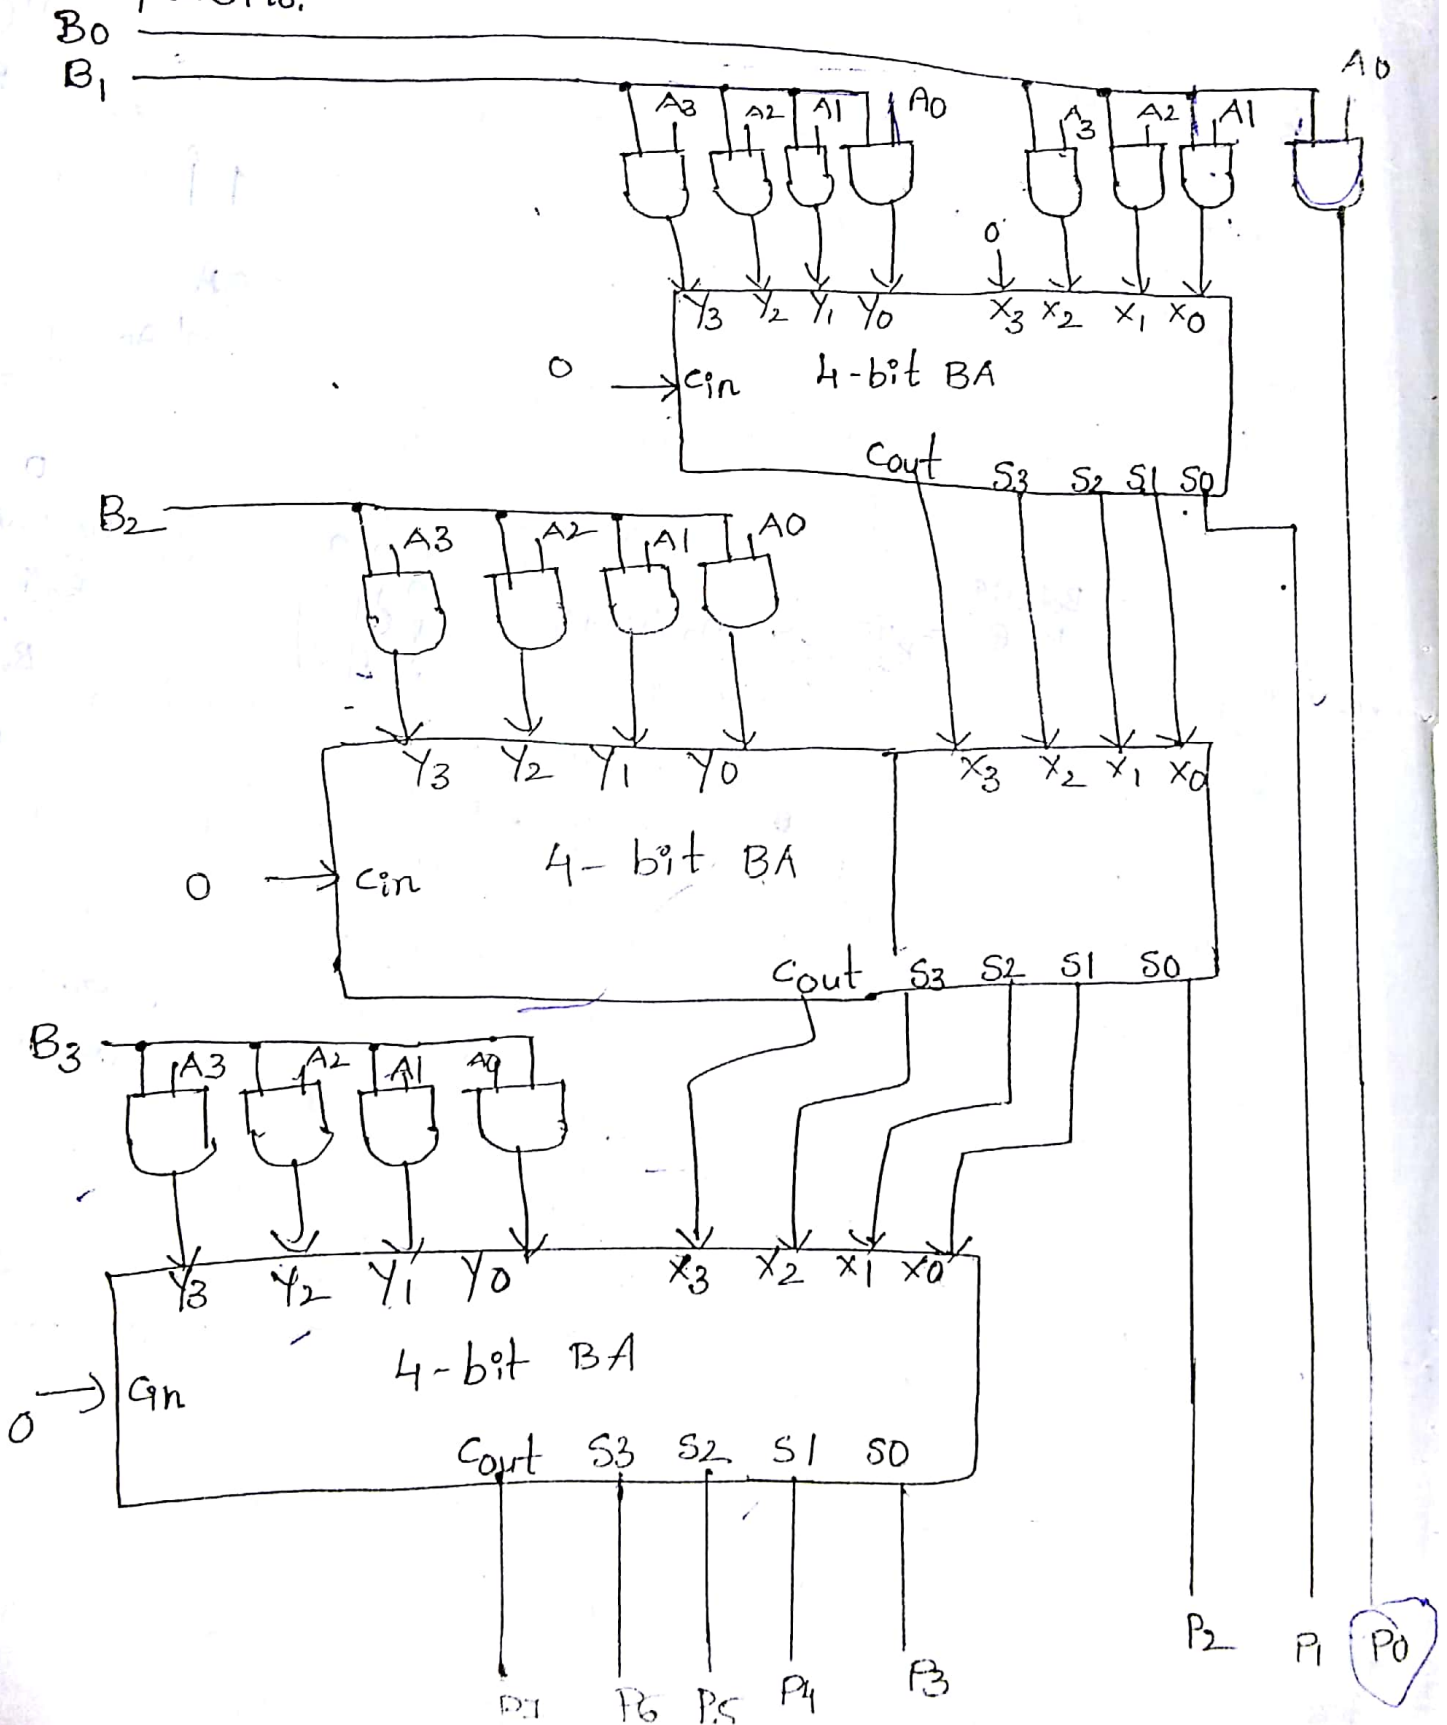 B0
B1
A0
A3 A2 A1 A0
A3 A2 A1
0
Y3 Y2 Y1 Y0 X3 X2 X1 X0
0 Cin 4-bit BA
Cout S3 S2 S1 S0
B2
A3 A2 A1 A0
Y3 Y2 Y1 Y0 X3 X2 X1 X0
0 Cin 4-bit BA
Cout S3 S2 S1 S0
B3
A3 A2 A1 A0
Y3 Y2 Y1 Y0 X3 X2 X1 X0
0 Cin 4-bit BA
Cout S3 S2 S1 S0
P7 P6 P5 P4 P3 P2 P1 P0